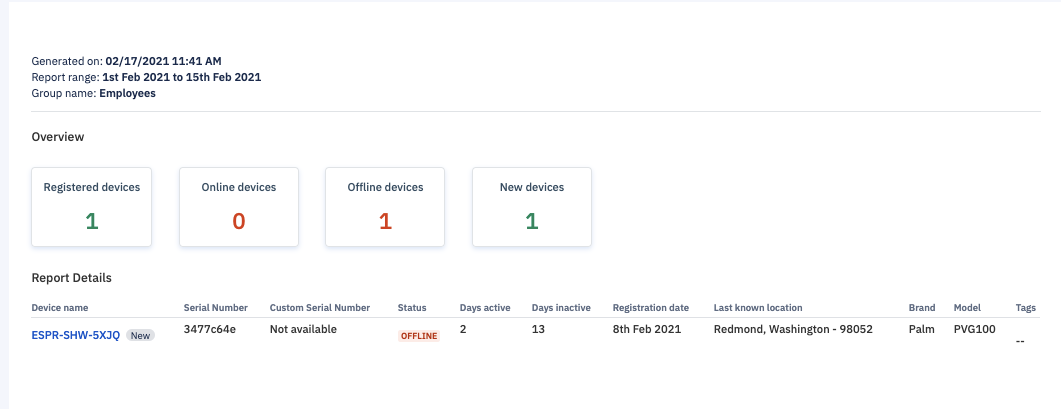 Generated on: 02/17/2021 11:41 AM
Report range: 1st Feb 2021 to 15th Feb 2021
Group name: Employees
Overview
Registered devices Online devices Offline devices New devices
1 0 1 1
Report Details
Device name Serial Number Custom Serial Number Status Days active Days inactive Registration date Last known location Brand Model Tags
ESPR-SHW-5XJQ New 3477c64e Not available OFFLINE 2 13 8th Feb 2021 Redmond, Washington - 98052 Palm PVG100 --